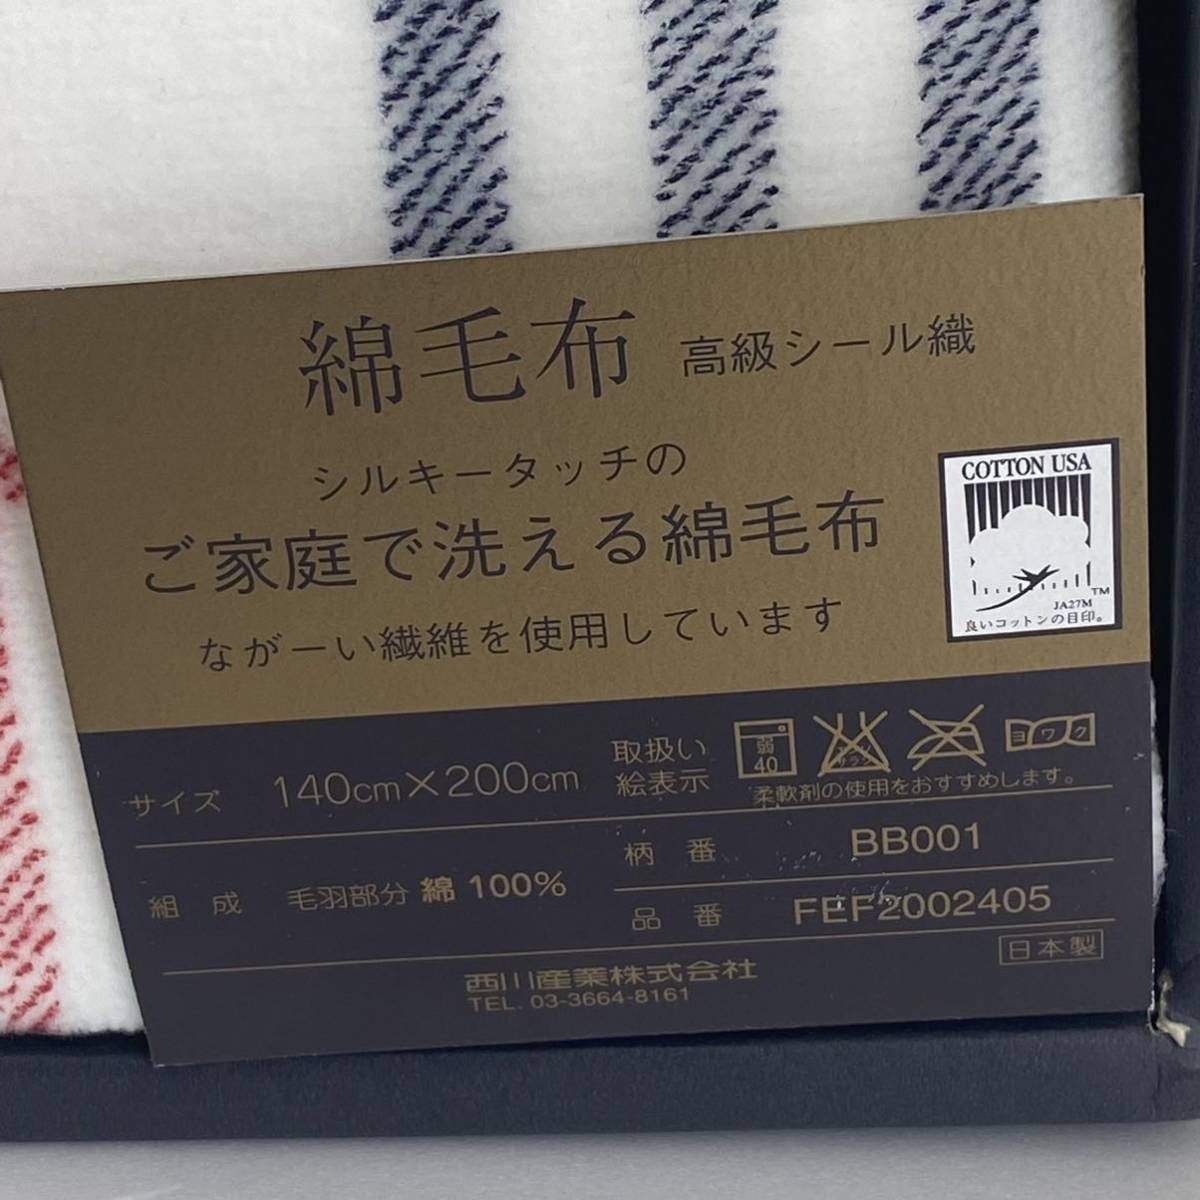 綿毛布 高級シール織
シルキータッチの
ご家庭で洗える綿毛布
ながーい繊維を使用しています
COTTON USA
TM
JA27M
良いコットンの目印。
サイズ 140cm×200cm
組成 毛羽部分 綿 100%
取扱い
絵表示
弱
40
ヨワク
柔軟剤の使用をおすすめします。
柄番 BB001
品番 FEF2002405
日本製
西川産業株式会社
TEL. 03-3664-8161